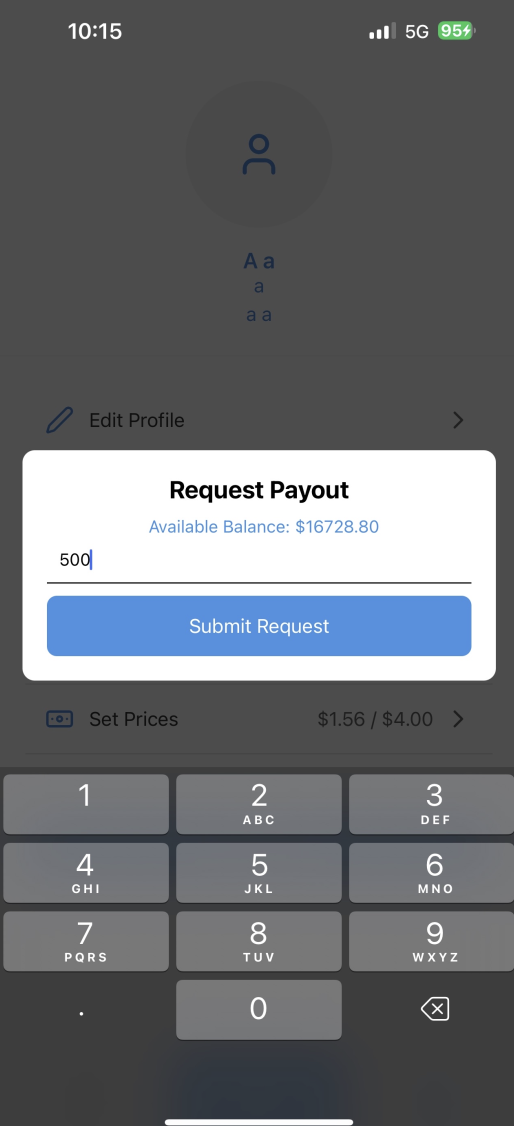 10:15 5G 95
A a
a
a a
Edit Profile
Request Payout
Available Balance: $16728.80
500
Submit Request
Set Prices $1.56 / $4.00
1 2 3
ABC DEF
4 5 6
GHI JKL MNO
7 8 9
PQRS TUV WXYZ
. 0